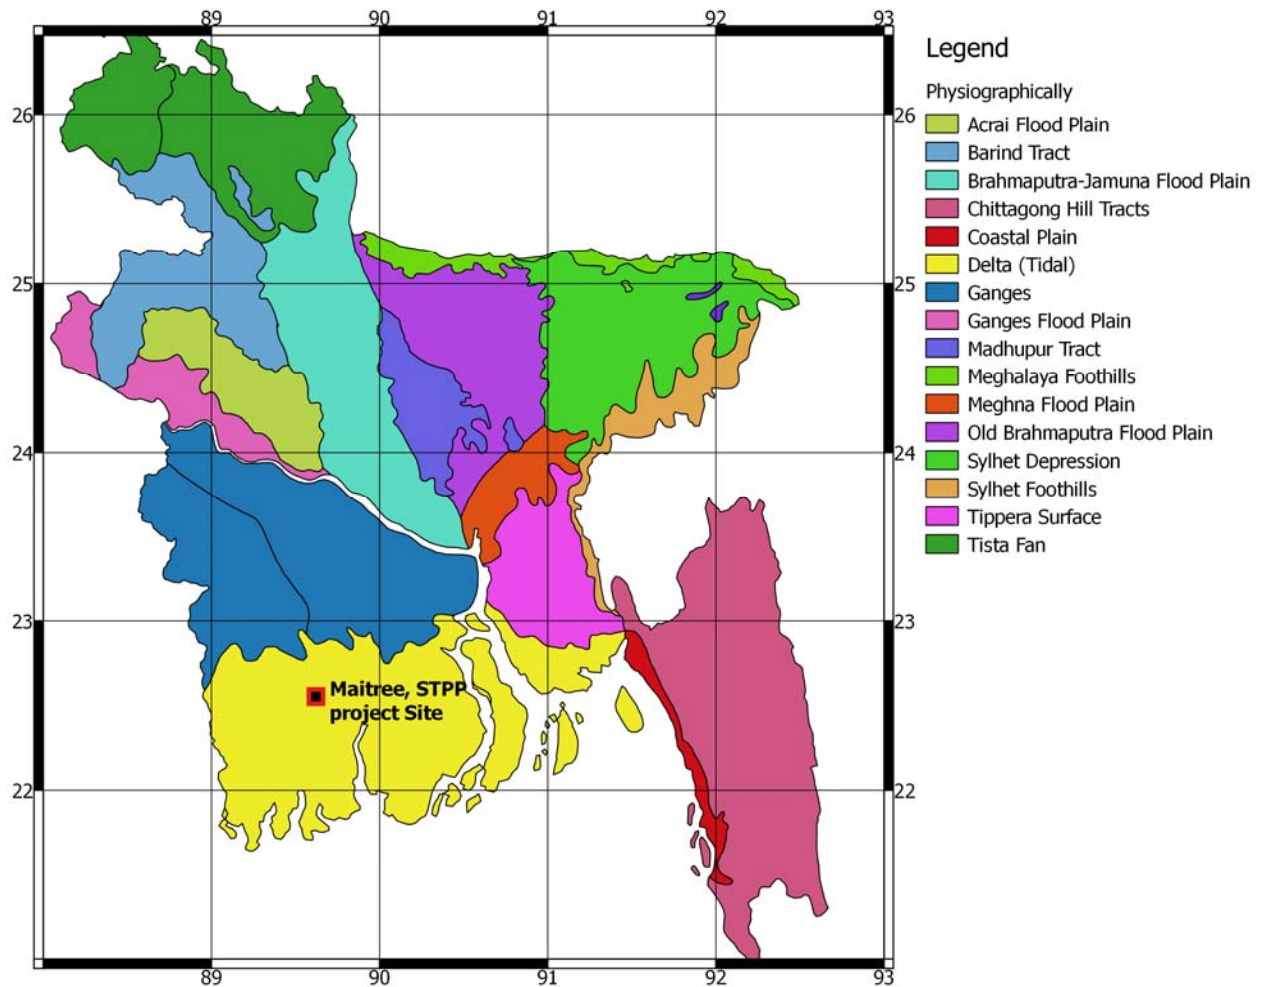 89 90 91 92 93
Legend
Physiographically
26 26
Acrai Flood Plain
Barind Tract
Brahmaputra-Jamuna Flood Plain
Chittagong Hill Tracts
Coastal Plain
Delta (Tidal)
25 25
Ganges
Ganges Flood Plain
Madhupur Tract
Meghalaya Foothills
Meghna Flood Plain
Old Brahmaputra Flood Plain
24 24
Sylhet Depression
Sylhet Foothills
Tippera Surface
Tista Fan
23 23
Maitree, STPP
project Site
22 22
89 90 91 92 93